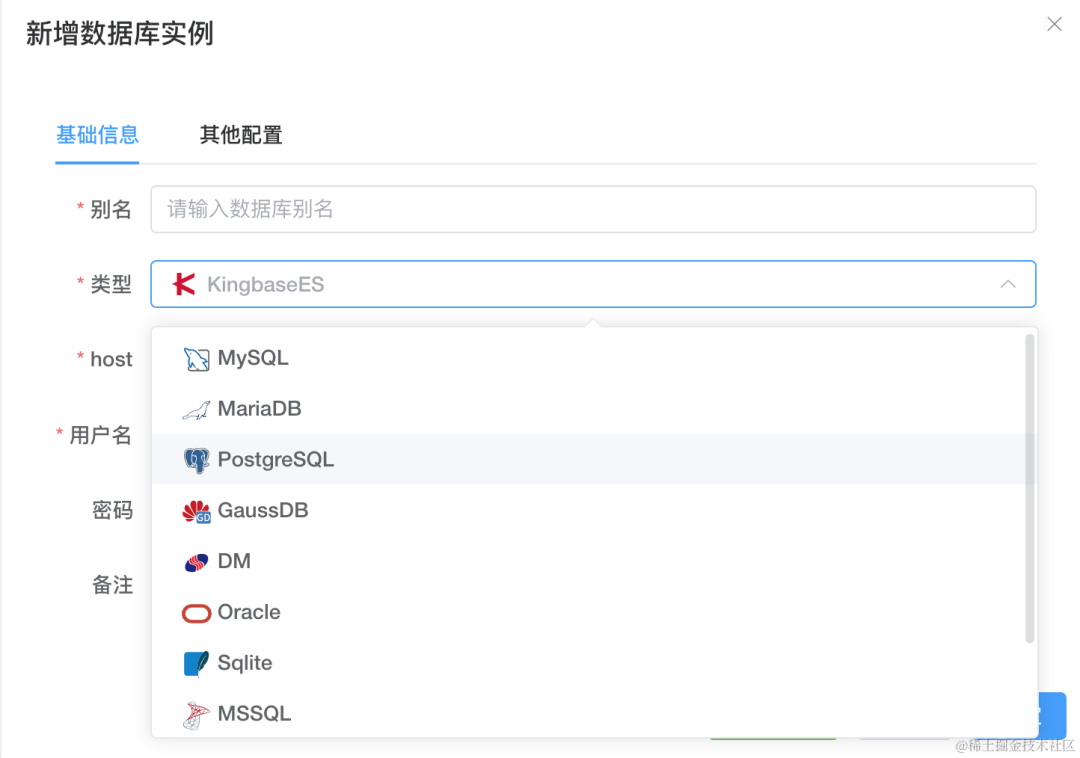 新增数据库实例
基础信息 其他配置
* 别名 请输入数据库别名
* 类型 KingbaseES
* host
* 用户名
密码
备注
MySQL
MariaDB
PostgreSQL
GaussDB
GD
DM
Oracle
Sqlite
MSSQL
@稀土掘金技术社区